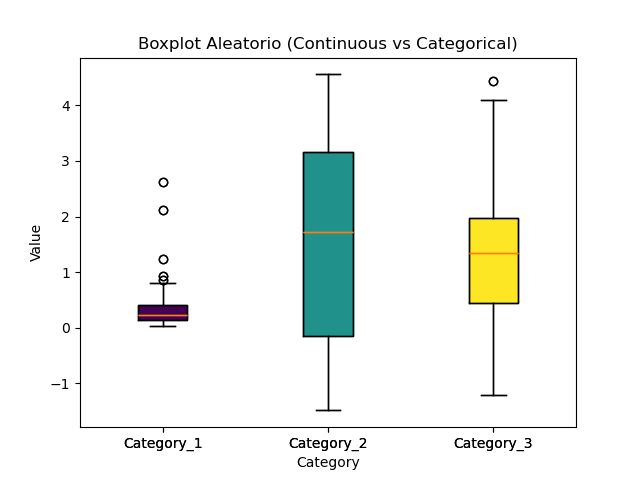 Boxplot Aleatorio (Continuous vs Categorical)
4
3
2
1
0
−1
Value
Category_1 Category_2 Category_3
Category